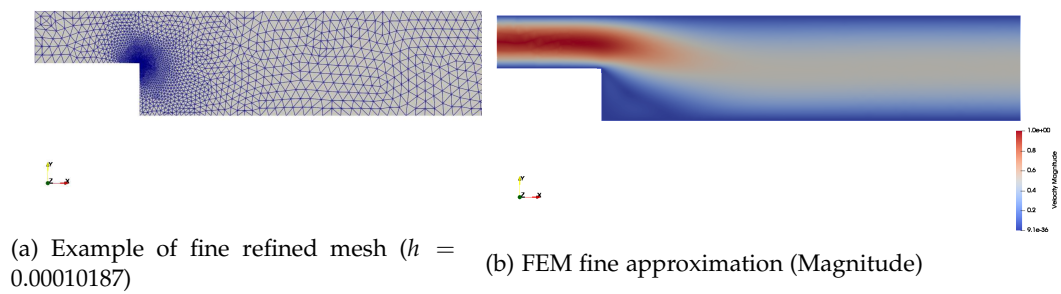 1.0e+00
0.8
0.6
0.4
0.2
9.1e-36
Velocity Magnitude
Y
Z
X
Y
Z
X
(a) Example of fine refined mesh (h =
0.00010187)
(b) FEM fine approximation (Magnitude)